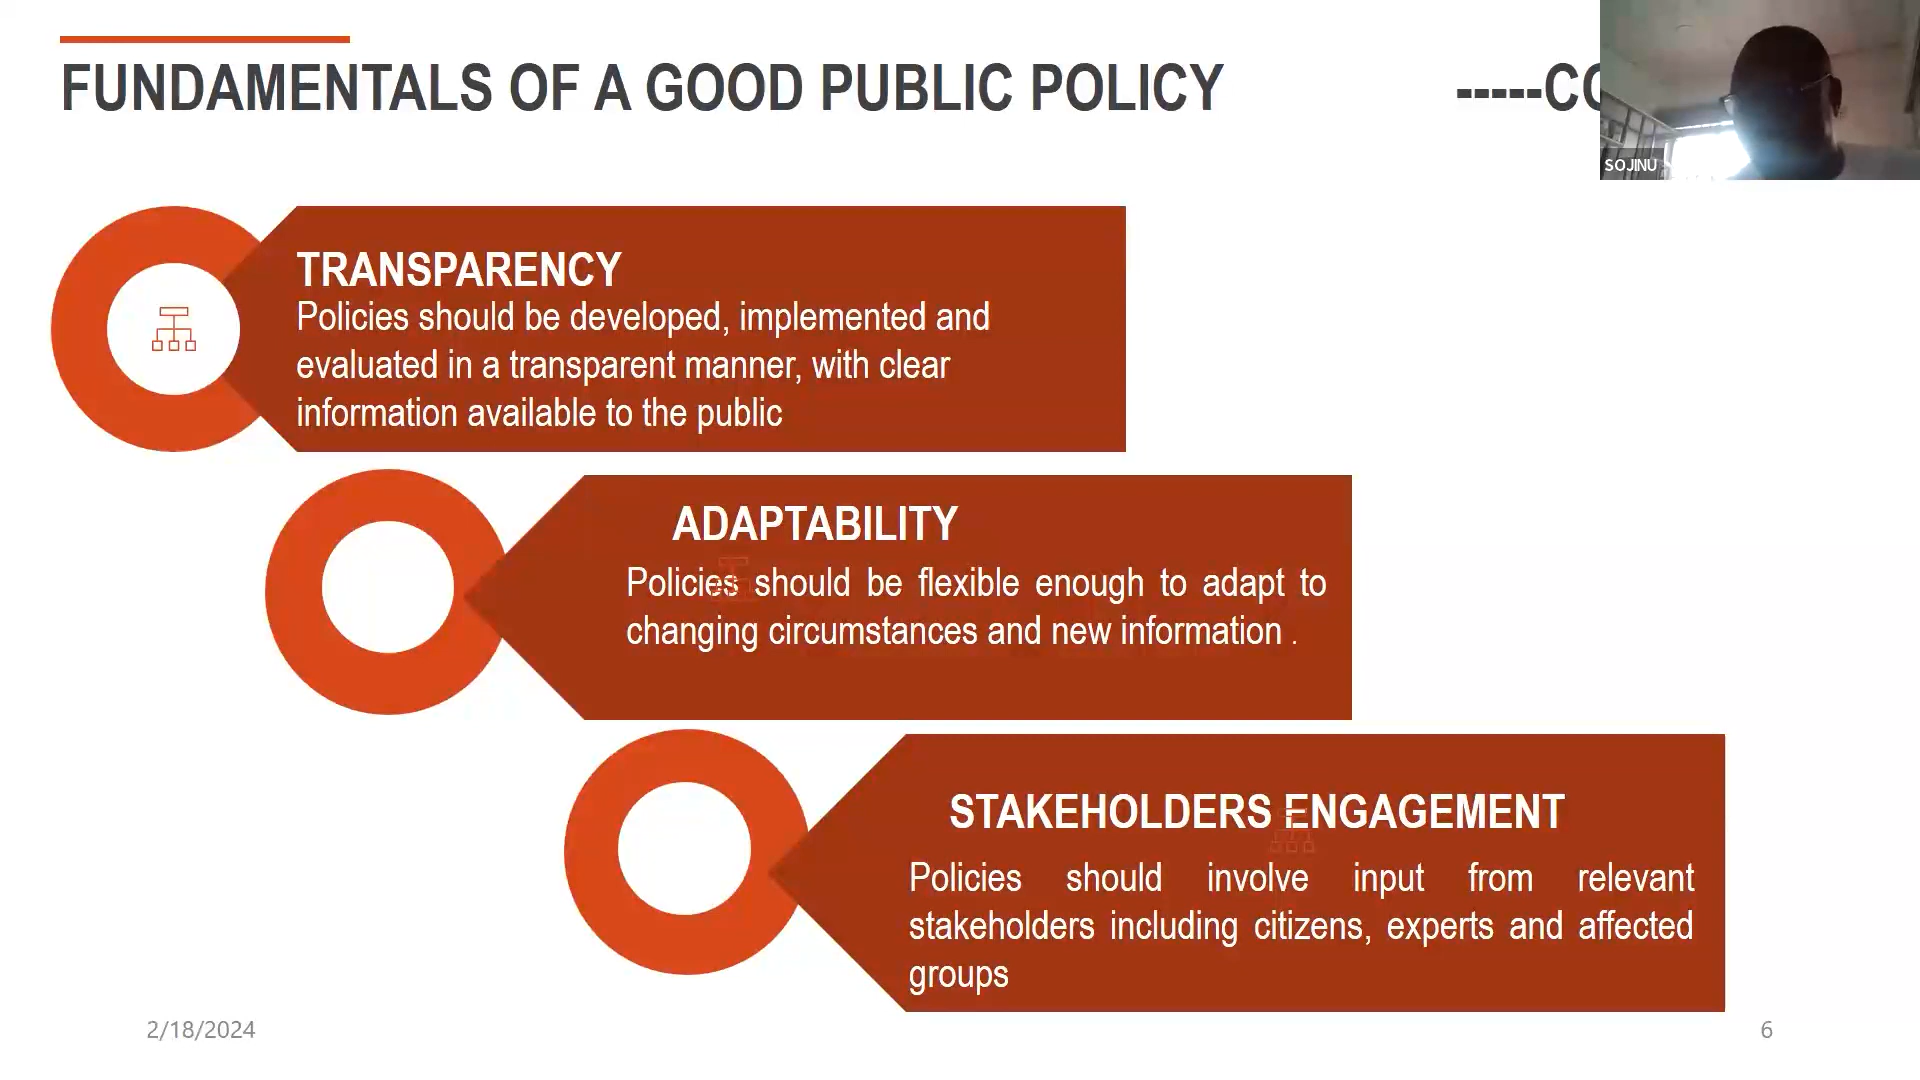 FUNDAMENTALS OF A GOOD PUBLIC POLICY -----CO
SOJINU
TRANSPARENCY
Policies should be developed, implemented and
evaluated in a transparent manner, with clear
information available to the public
ADAPTABILITY
Policies should be flexible enough to adapt to
changing circumstances and new information .
STAKEHOLDERS ENGAGEMENT
Policies should involve input from relevant
stakeholders including citizens, experts and affected
groups
2/18/2024
6